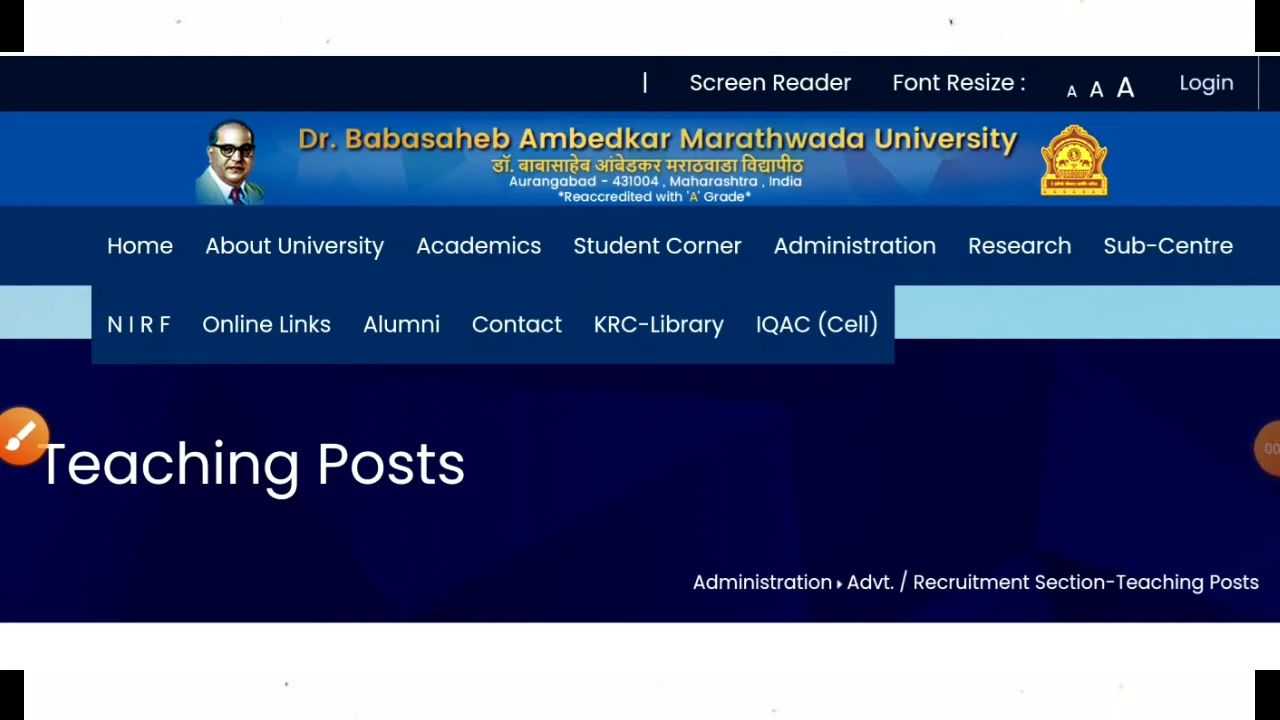 | Screen Reader Font Resize : A A A Login
Dr. Babasaheb Ambedkar Marathwada University
डॉ. बाबासाहेब आंबेडकर मराठवाडा विद्यापीठ
Aurangabad - 431004 , Maharashtra , India
*Reaccredited with 'A' Grade*
Home About University Academics Student Corner Administration Research Sub-Centre
N I R F Online Links Alumni Contact KRC-Library IQAC (Cell)
Teaching Posts
00
Administration Advt. / Recruitment Section-Teaching Posts